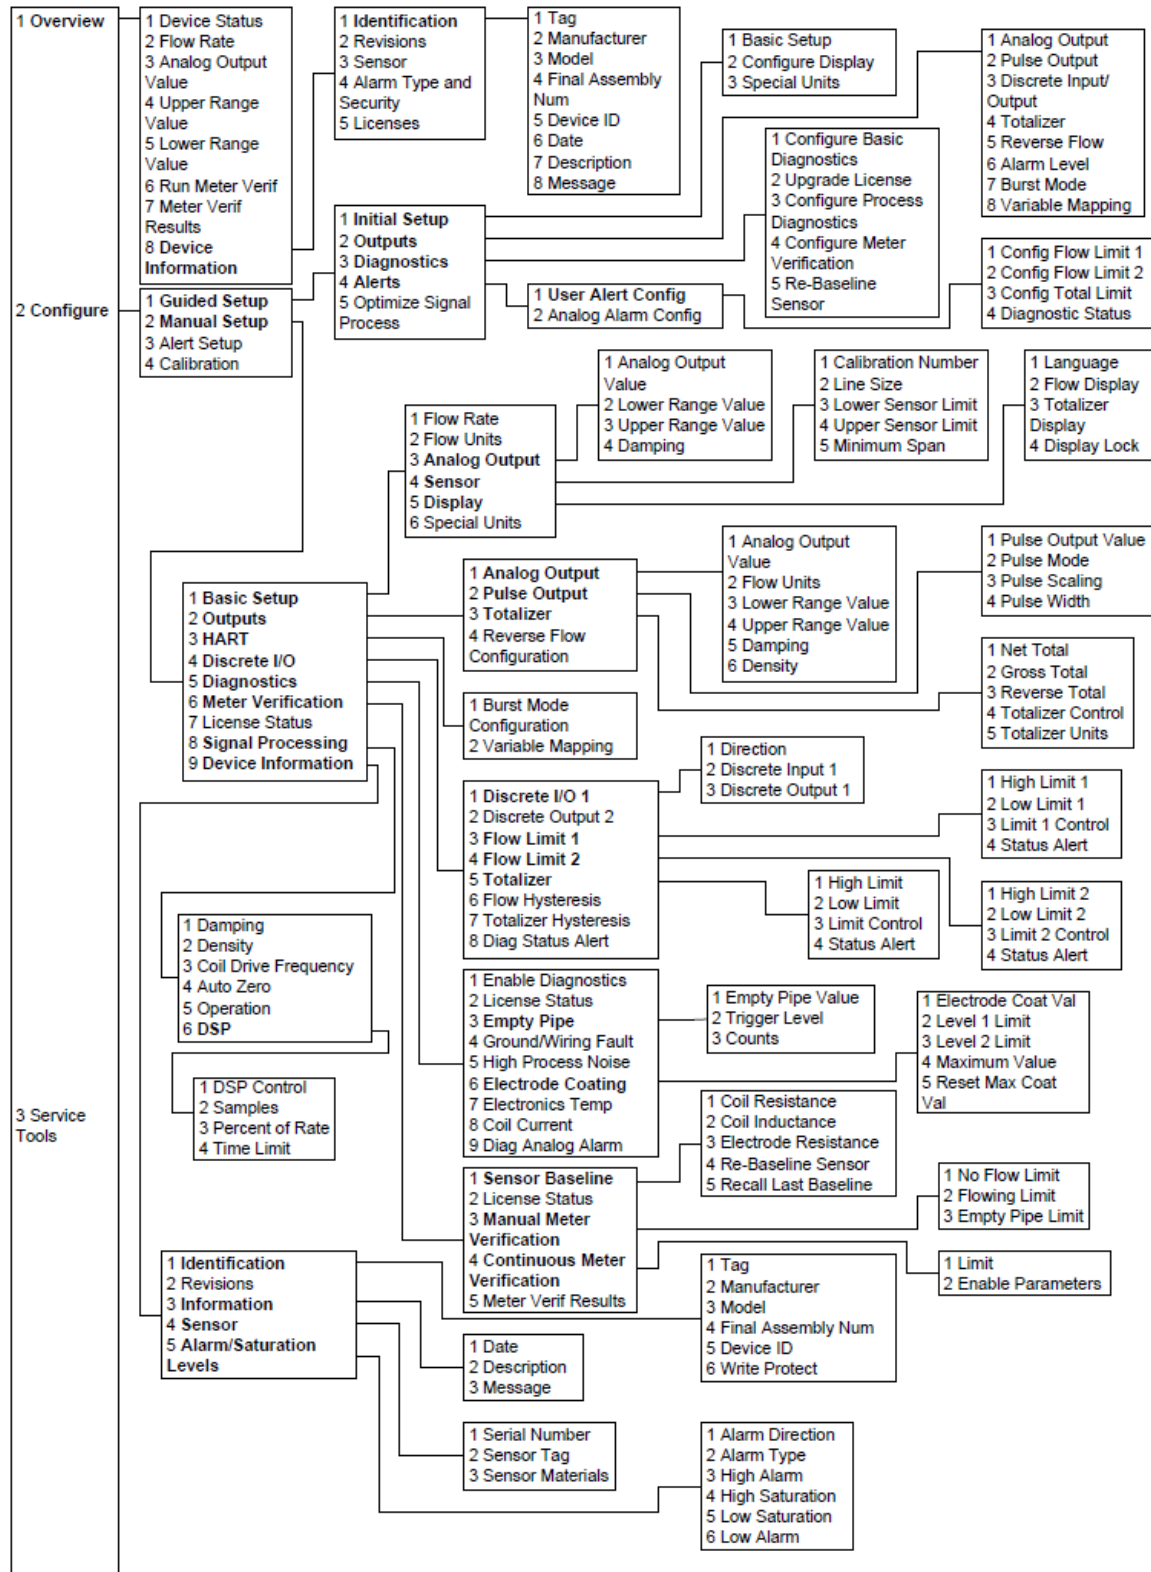 1 Overview
1 Device Status
2 Flow Rate
3 Analog Output
Value
4 Upper Range
Value
5 Lower Range
Value
6 Run Meter Verif
7 Meter Verif
Results
8 Device
Information
1 Identification
2 Revisions
3 Sensor
4 Alarm Type and
Security
5 Licenses
1 Tag
2 Manufacturer
3 Model
4 Final Assembly
Num
5 Device ID
6 Date
7 Description
8 Message
1 Basic Setup
2 Configure Display
3 Special Units
1 Analog Output
2 Pulse Output
3 Discrete Input/
Output
4 Totalizer
5 Reverse Flow
6 Alarm Level
7 Burst Mode
8 Variable Mapping
1 Configure Basic
Diagnostics
2 Upgrade License
3 Configure Process
Diagnostics
4 Configure Meter
Verification
5 Re-Baseline
Sensor
1 Initial Setup
2 Outputs
3 Diagnostics
4 Alerts
5 Optimize Signal
Process
1 User Alert Config
2 Analog Alarm Config
1 Config Flow Limit 1
2 Config Flow Limit 2
3 Config Total Limit
4 Diagnostic Status
2 Configure
1 Guided Setup
2 Manual Setup
3 Alert Setup
4 Calibration
1 Flow Rate
2 Flow Units
3 Analog Output
4 Sensor
5 Display
6 Special Units
1 Analog Output
Value
2 Lower Range Value
3 Upper Range Value
4 Damping
1 Calibration Number
2 Line Size
3 Lower Sensor Limit
4 Upper Sensor Limit
5 Minimum Span
1 Language
2 Flow Display
3 Totalizer
Display
4 Display Lock
1 Basic Setup
2 Outputs
3 HART
4 Discrete I/O
5 Diagnostics
6 Meter Verification
7 License Status
8 Signal Processing
9 Device Information
1 Analog Output
2 Pulse Output
3 Totalizer
4 Reverse Flow
Configuration
1 Analog Output
Value
2 Flow Units
3 Lower Range Value
4 Upper Range Value
5 Damping
6 Density
1 Pulse Output Value
2 Pulse Mode
3 Pulse Scaling
4 Pulse Width
1 Net Total
2 Gross Total
3 Reverse Total
4 Totalizer Control
5 Totalizer Units
1 Burst Mode
Configuration
2 Variable Mapping
1 Discrete I/O 1
2 Discrete Output 2
3 Flow Limit 1
4 Flow Limit 2
5 Totalizer
6 Flow Hysteresis
7 Totalizer Hysteresis
8 Diag Status Alert
1 Direction
2 Discrete Input 1
3 Discrete Output 1
1 High Limit 1
2 Low Limit 1
3 Limit 1 Control
4 Status Alert
1 High Limit
2 Low Limit
3 Limit Control
4 Status Alert
1 High Limit 2
2 Low Limit 2
3 Limit 2 Control
4 Status Alert
1 Damping
2 Density
3 Coil Drive Frequency
4 Auto Zero
5 Operation
6 DSP
1 DSP Control
2 Samples
3 Percent of Rate
4 Time Limit
1 Enable Diagnostics
2 License Status
3 Empty Pipe
4 Ground/Wiring Fault
5 High Process Noise
6 Electrode Coating
7 Electronics Temp
8 Coil Current
9 Diag Analog Alarm
1 Empty Pipe Value
2 Trigger Level
3 Counts
1 Electrode Coat Val
2 Level 1 Limit
3 Level 2 Limit
4 Maximum Value
5 Reset Max Coat
Val
3 Service
Tools
1 Sensor Baseline
2 License Status
3 Manual Meter
Verification
4 Continuous Meter
Verification
5 Meter Verif Results
1 Coil Resistance
2 Coil Inductance
3 Electrode Resistance
4 Re-Baseline Sensor
5 Recall Last Baseline
1 No Flow Limit
2 Flowing Limit
3 Empty Pipe Limit
1 Limit
2 Enable Parameters
1 Identification
2 Revisions
3 Information
4 Sensor
5 Alarm/Saturation
Levels
1 Tag
2 Manufacturer
3 Model
4 Final Assembly Num
5 Device ID
6 Write Protect
1 Date
2 Description
3 Message
1 Serial Number
2 Sensor Tag
3 Sensor Materials
1 Alarm Direction
2 Alarm Type
3 High Alarm
4 High Saturation
5 Low Saturation
6 Low Alarm